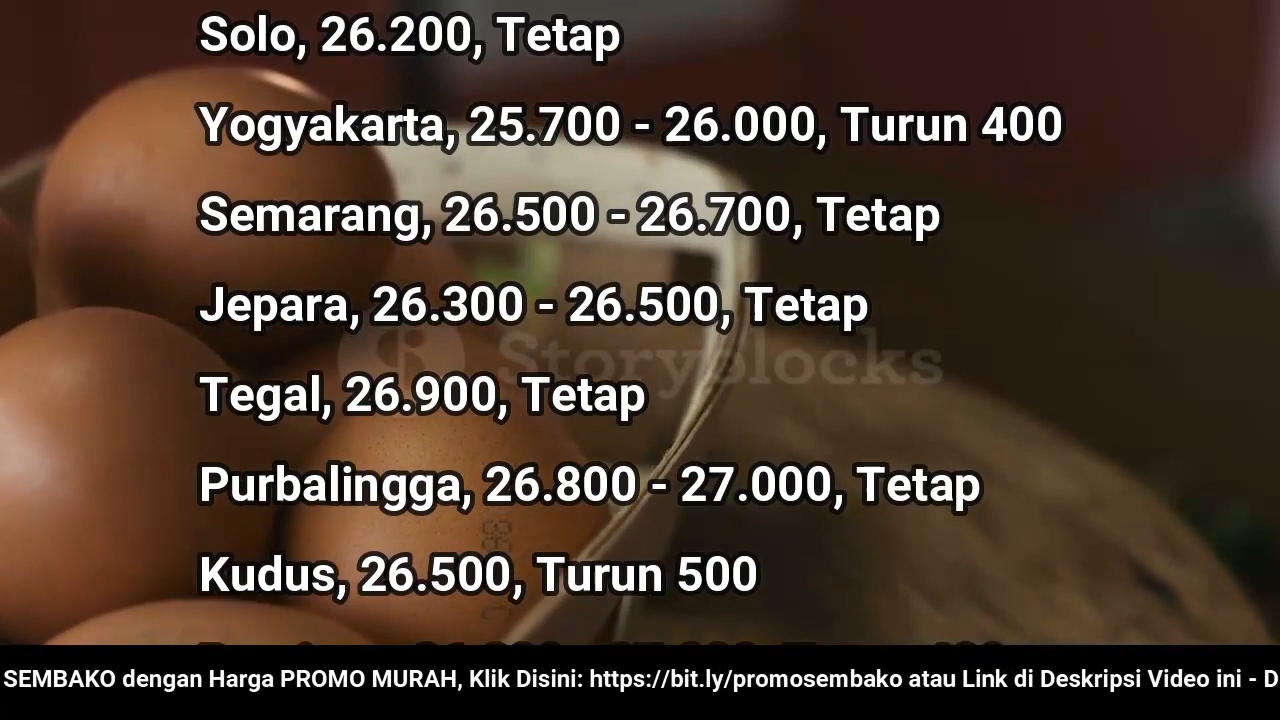 Solo, 26.200, Tetap
Yogyakarta, 25.700 - 26.000, Turun 400
Semarang, 26.500 - 26.700, Tetap
Jepara, 26.300 - 26.500, Tetap
Storyblocks
Tegal, 26.900, Tetap
Purbalingga, 26.800 - 27.000, Tetap
Kudus, 26.500, Turun 500
SEMBAKO dengan Harga PROMO MURAH, Klik Disini: https://bit.ly/promosembako atau Link di Deskripsi Video ini - D